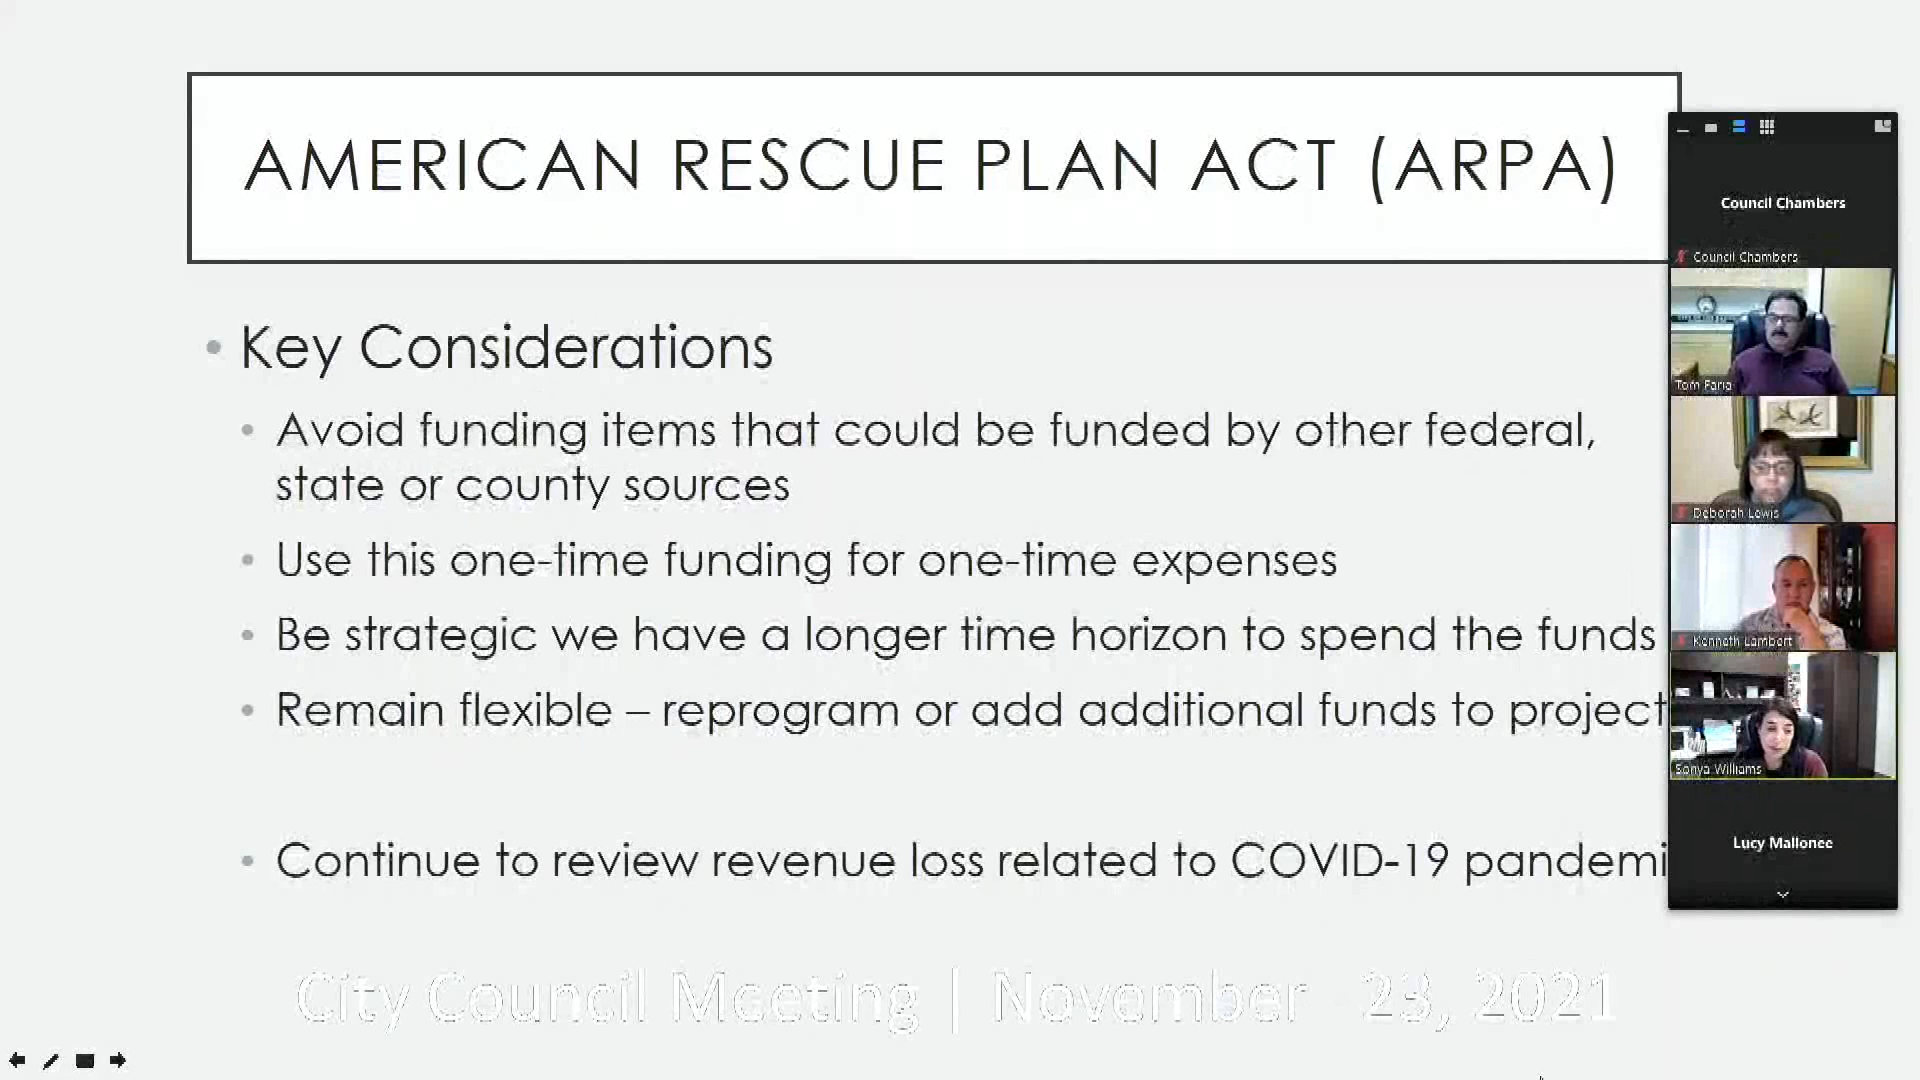 AMERICAN RESCUE PLAN ACT (ARPA)
Key Considerations
Avoid funding items that could be funded by other federal,
state or county sources
Use this one-time funding for one-time expenses
Be strategic we have a longer time horizon to spend the funds
Remain flexible – reprogram or add additional funds to project
Continue to review revenue loss related to COVID-19 pandemi
City Council Meeting | November 23, 2021
Council Chambers
Council Chambers
Tom Faria
Deborah Lewis
Kenneth Lambert
Sonya Williams
Lucy Mallonee